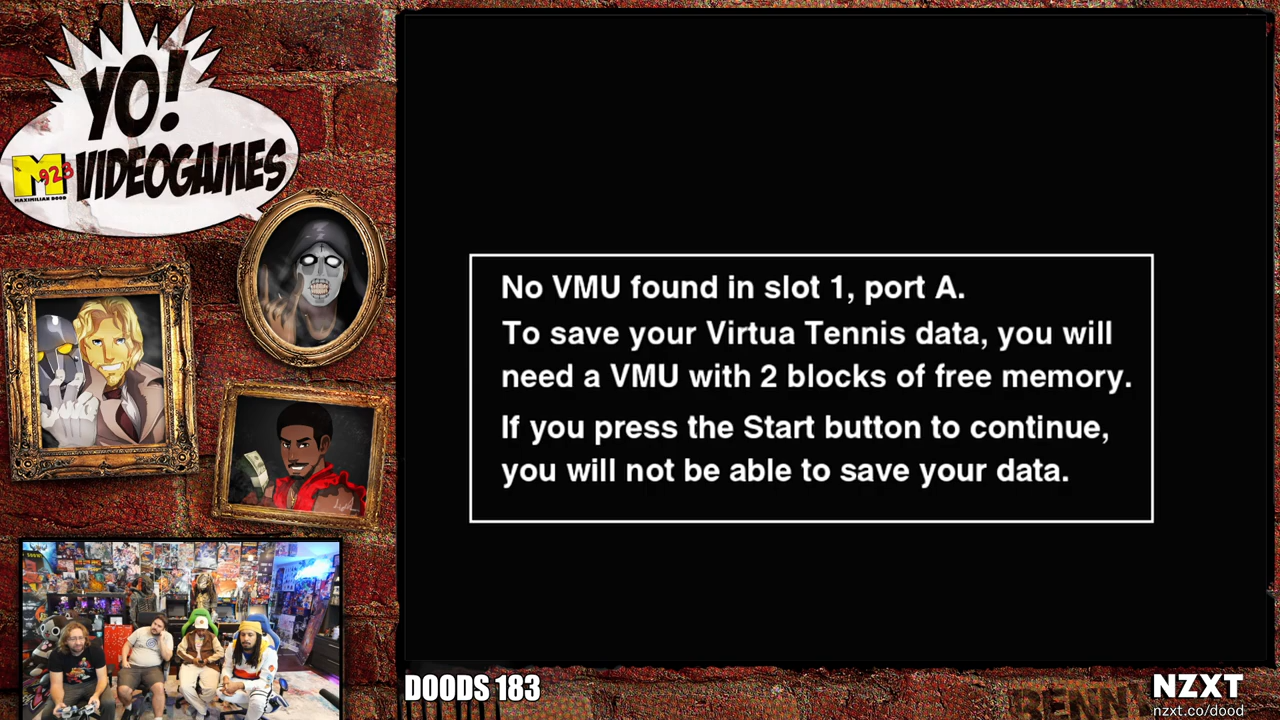 YO!
M 923
MAXIMILIAN DOOD
VIDEOGAMES
No VMU found in slot 1, port A.
To save your Virtua Tennis data, you will
need a VMU with 2 blocks of free memory.
If you press the Start button to continue,
you will not be able to save your data.
DOODS 183
NZXT
nzxt.co/dood